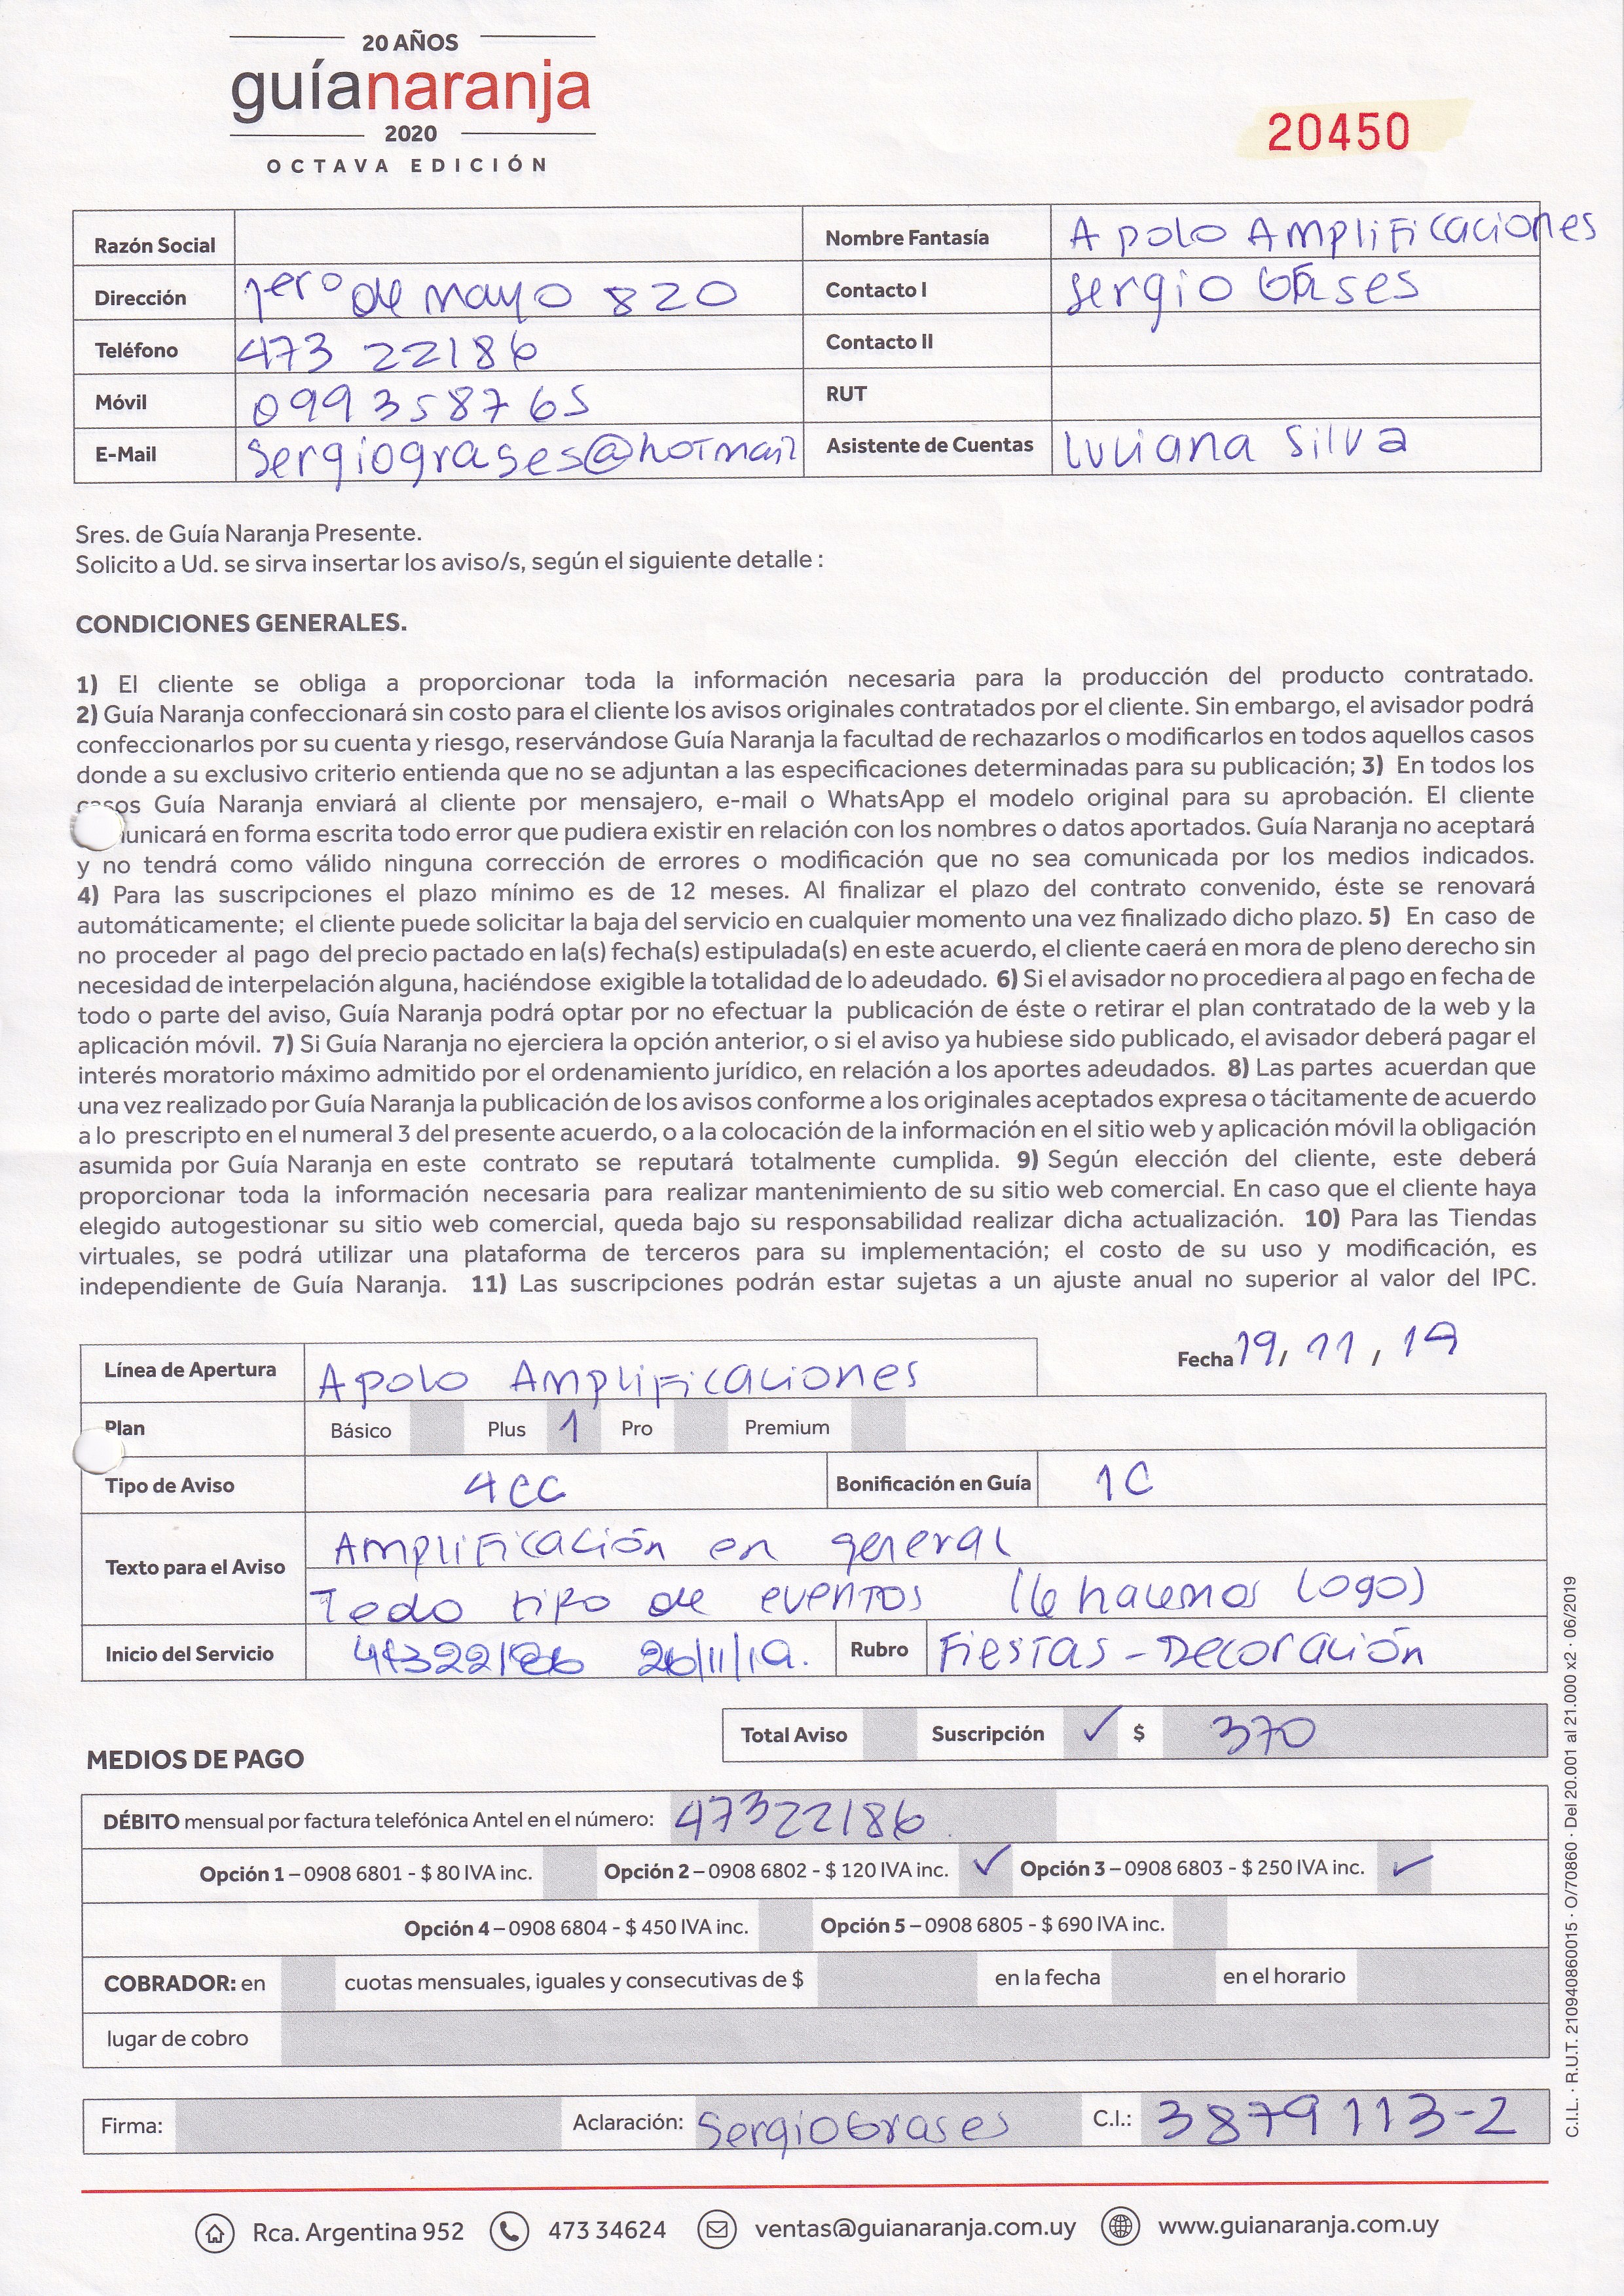 20 AÑOS
guíanaranja
2020
OCTAVA EDICIÓN
20450
Razón Social
Nombre Fantasía Apolo Amplificaciones
Dirección 1erº de mayo 820
Contacto I Sergio Grases
Teléfono 473 22186
Contacto II
Móvil 099358765
RUT
E-Mail sergiograses@hotmail
Asistente de Cuentas Luciana Silva
Sres. de Guía Naranja Presente.
Solicito a Ud. se sirva insertar los aviso/s, según el siguiente detalle :
CONDICIONES GENERALES.
1) El cliente se obliga a proporcionar toda la información necesaria para la producción del producto contratado.
2) Guía Naranja confeccionará sin costo para el cliente los avisos originales contratados por el cliente. Sin embargo, el avisador podrá
confeccionarlos por su cuenta y riesgo, reservándose Guía Naranja la facultad de rechazarlos o modificarlos en todos aquellos casos
donde a su exclusivo criterio entienda que no se adjuntan a las especificaciones determinadas para su publicación; 3) En todos los
casos Guía Naranja enviará al cliente por mensajero, e-mail o WhatsApp el modelo original para su aprobación. El cliente
unicará en forma escrita todo error que pudiera existir en relación con los nombres o datos aportados. Guía Naranja no aceptará
y no tendrá como válido ninguna corrección de errores o modificación que no sea comunicada por los medios indicados.
4) Para las suscripciones el plazo mínimo es de 12 meses. Al finalizar el plazo del contrato convenido, éste se renovará
automáticamente; el cliente puede solicitar la baja del servicio en cualquier momento una vez finalizado dicho plazo. 5) En caso de
no proceder al pago del precio pactado en la(s) fecha(s) estipulada(s) en este acuerdo, el cliente caerá en mora de pleno derecho sin
necesidad de interpelación alguna, haciéndose exigible la totalidad de lo adeudado. 6) Si el avisador no procediera al pago en fecha de
todo o parte del aviso, Guía Naranja podrá optar por no efectuar la publicación de éste o retirar el plan contratado de la web y la
aplicación móvil. 7) Si Guía Naranja no ejerciera la opción anterior, o si el aviso ya hubiese sido publicado, el avisador deberá pagar el
interés moratorio máximo admitido por el ordenamiento jurídico, en relación a los aportes adeudados. 8) Las partes acuerdan que
una vez realizado por Guía Naranja la publicación de los avisos conforme a los originales aceptados expresa o tácitamente de acuerdo
a lo prescripto en el numeral 3 del presente acuerdo, o a la colocación de la información en el sitio web y aplicación móvil la obligación
asumida por Guía Naranja en este contrato se reputará totalmente cumplida. 9) Según elección del cliente, este deberá
proporcionar toda la información necesaria para realizar mantenimiento de su sitio web comercial. En caso que el cliente haya
elegido autogestionar su sitio web comercial, queda bajo su responsabilidad realizar dicha actualización. 10) Para las Tiendas
virtuales, se podrá utilizar una plataforma de terceros para su implementación; el costo de su uso y modificación, es
independiente de Guía Naranja. 11) Las suscripciones podrán estar sujetas a un ajuste anual no superior al valor del IPC.
Línea de Apertura Apolo Amplificaciones
Fecha 19/ 11 / 19
Plan Básico Plus 1 Pro Premium
Tipo de Aviso 4CC Bonificación en Guía 1C
Texto para el Aviso Amplificación en general
Todo tipo de eventos (le hacemos logo)
Inicio del Servicio 47322186 26/11/19. Rubro Fiestas - Decoración
Total Aviso Suscripción ✓ $ 370
MEDIOS DE PAGO
DÉBITO mensual por factura telefónica Antel en el número: 47322186
Opción 1 – 0908 6801 - $ 80 IVA inc. Opción 2 – 0908 6802 - $ 120 IVA inc. ✓ Opción 3 – 0908 6803 - $ 250 IVA inc. ✓
Opción 4 – 0908 6804 - $ 450 IVA inc. Opción 5 – 0908 6805 - $ 690 IVA inc.
COBRADOR: en cuotas mensuales, iguales y consecutivas de $ en la fecha en el horario
lugar de cobro
Firma: Aclaración: Sergio Grases C.I.: 3879113-2
Rca. Argentina 952 473 34624 ventas@guianaranja.com.uy www.guianaranja.com.uy
C.I.L. · R.U.T. 210940860015 · O/70860 · Del 20.001 al 21.000 x2 · 06/2019